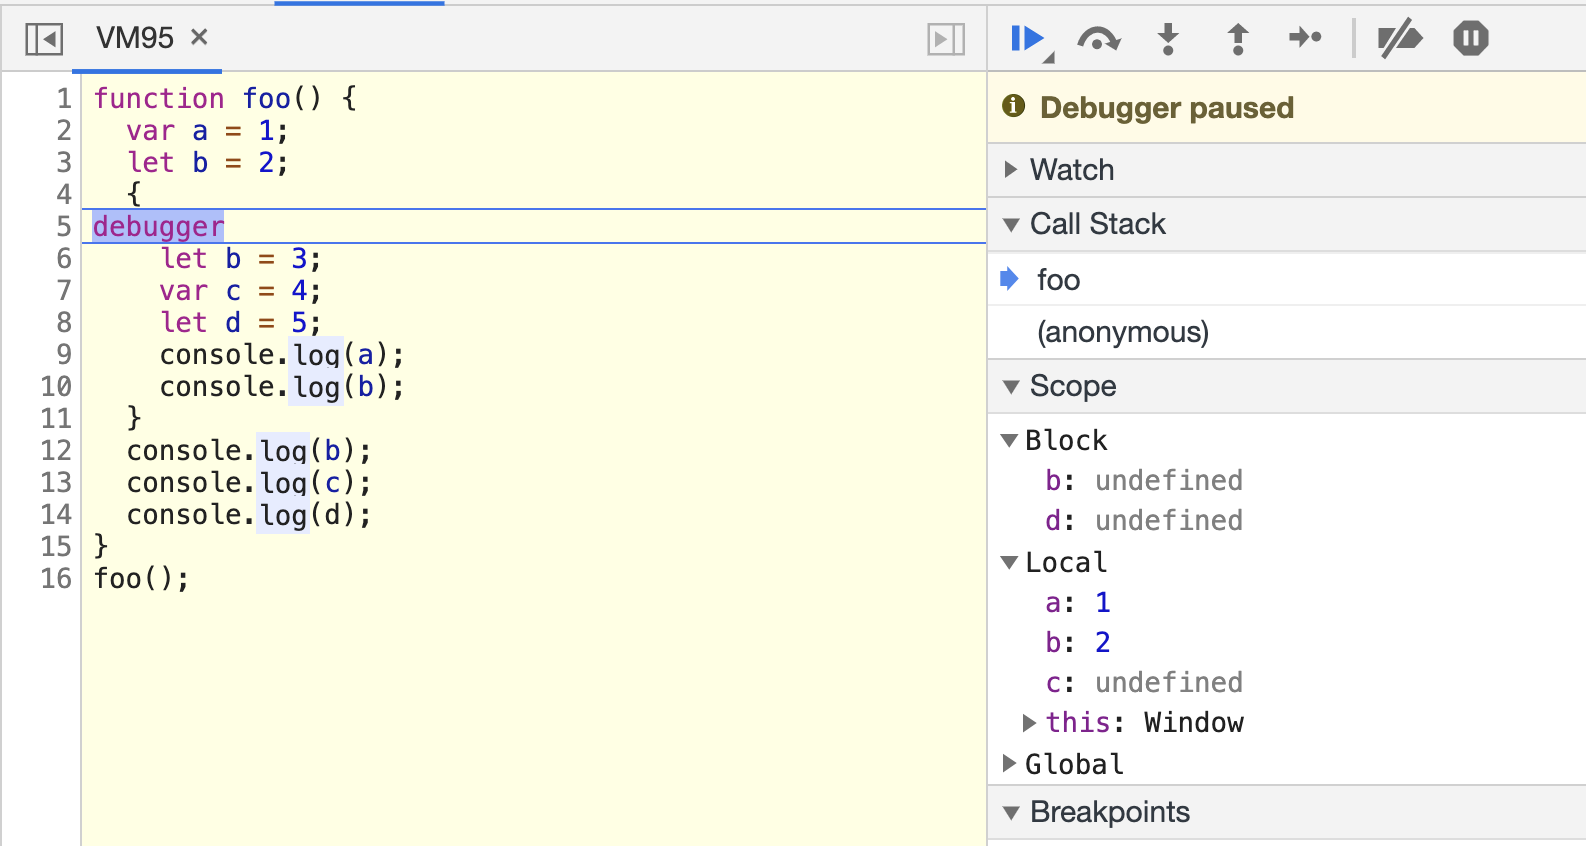 VM95 ×
1 function foo() {
2   var a = 1;
3   let b = 2;
4   {
5 debugger
6     let b = 3;
7     var c = 4;
8     let d = 5;
9     console.log(a);
10     console.log(b);
11   }
12   console.log(b);
13   console.log(c);
14   console.log(d);
15 }
16 foo();
Debugger paused
Watch
Call Stack
foo
(anonymous)
Scope
Block
b: undefined
d: undefined
Local
a: 1
b: 2
c: undefined
this: Window
Global
Breakpoints